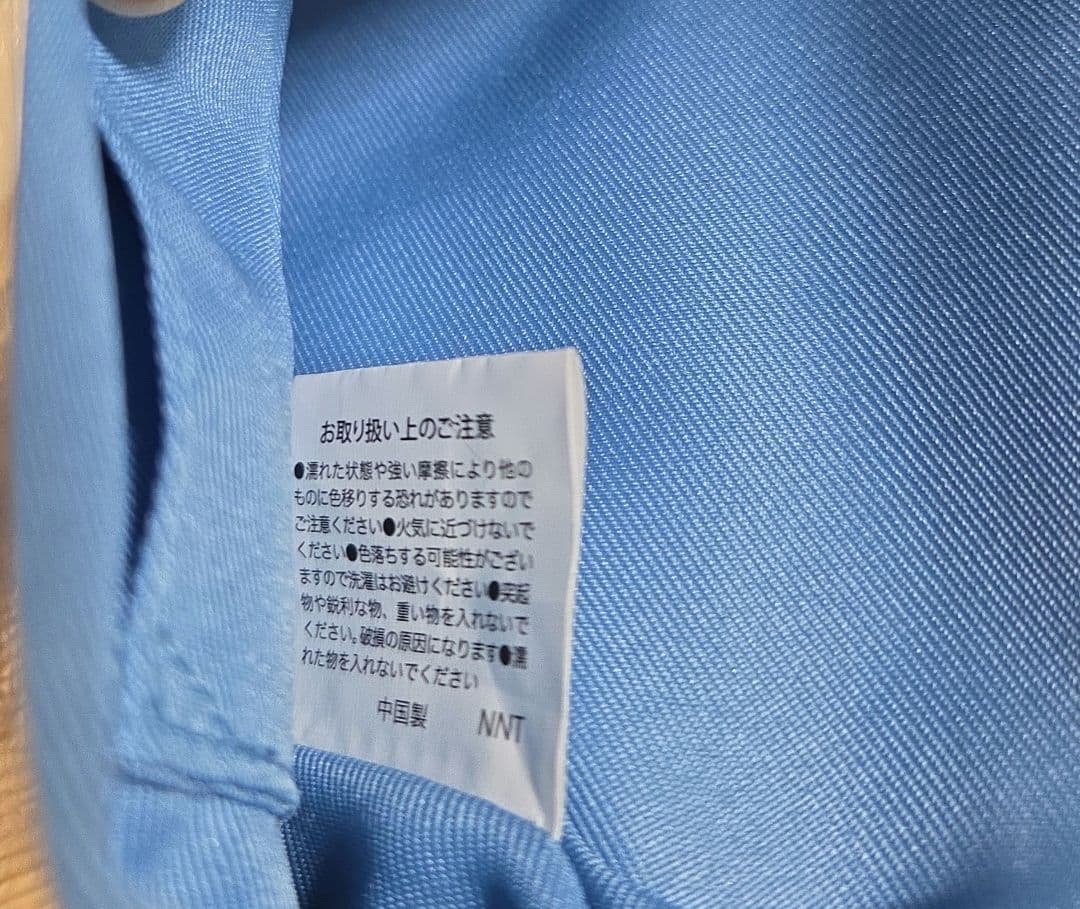 お取り扱い上のご注意
●濡れた状態や強い摩擦により他の
ものに色移りする恐れがありますので
ご注意ください●火気に近づけないで
ください●色落ちする可能性がござい
ますので洗濯はお避けください●突起
物や鋭利な物、重い物を入れないで
ください。破損の原因になります●濡
れた物を入れないでください
中国製 NNT